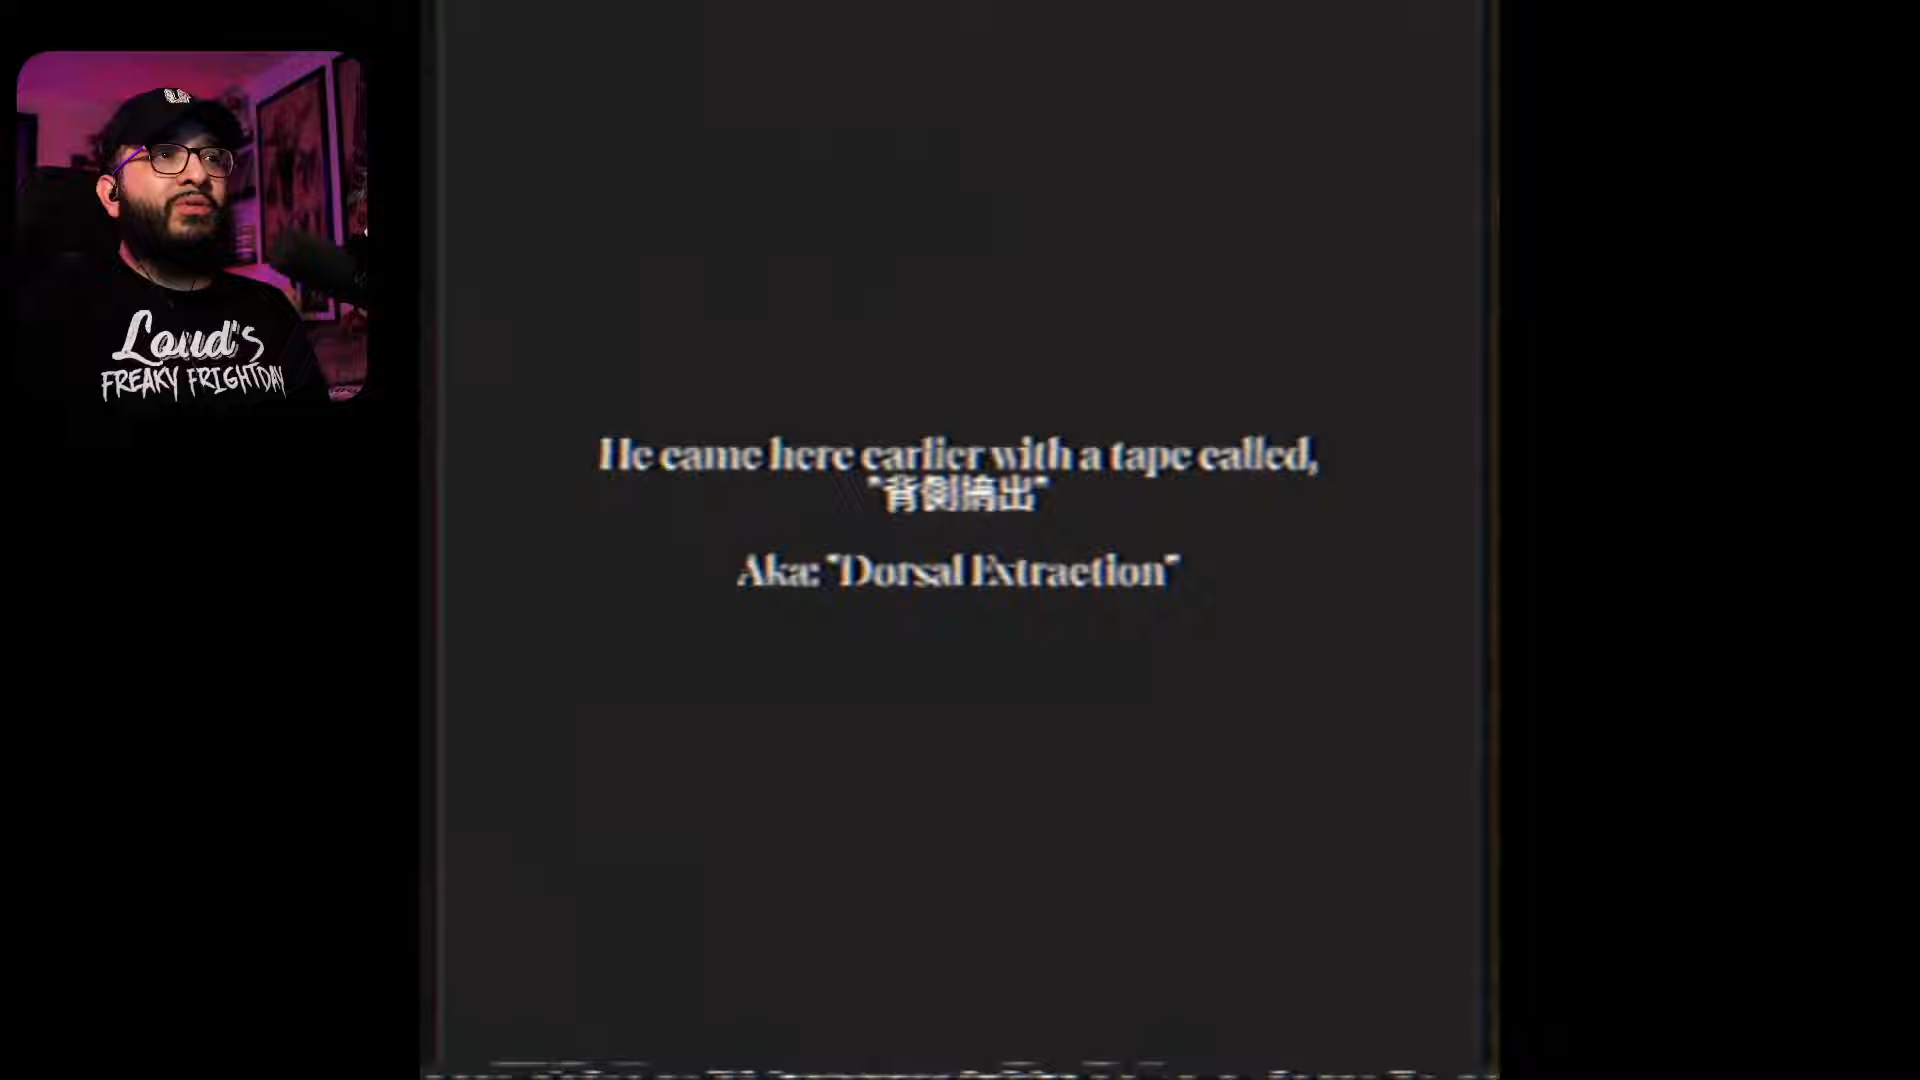 Loud's
FREAKY FRIGHTDAY
He came here earlier with a tape called,
"背側摘出"
Aka: "Dorsal Extraction"